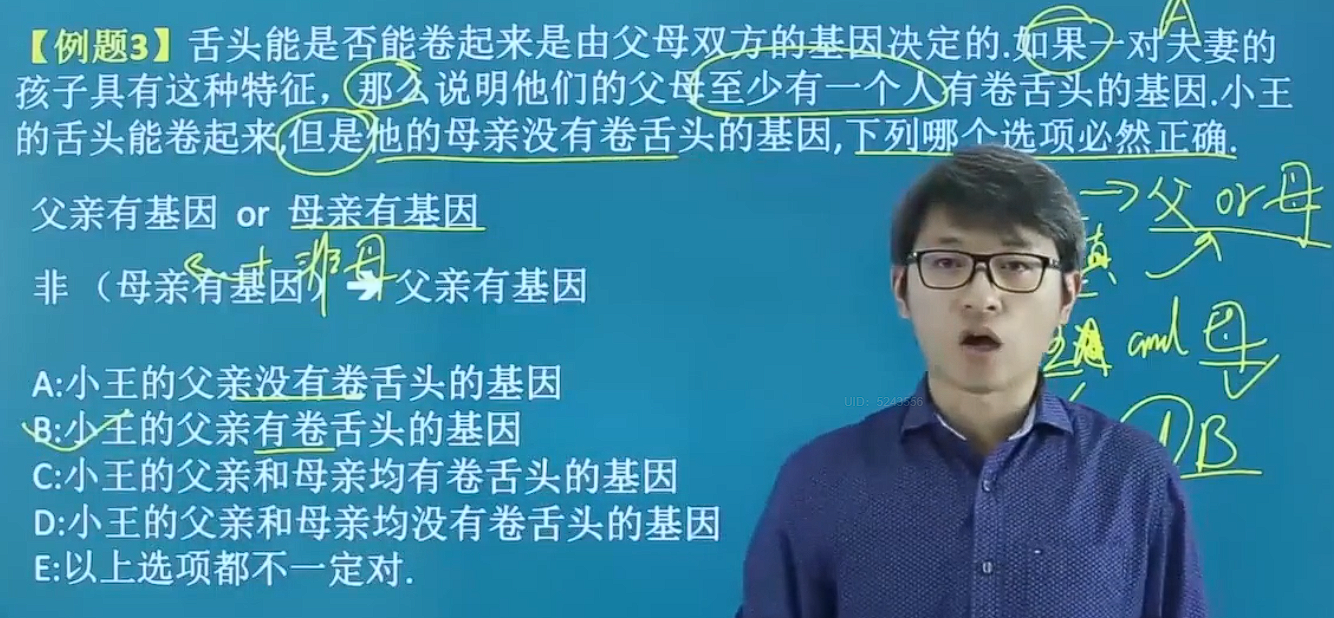 【例题3】舌头能是否能卷起来是由父母双方的基因决定的.如果一对夫妻的
孩子具有这种特征，那么说明他们的父母至少有一个人有卷舌头的基因.小王
的舌头能卷起来,但是他的母亲没有卷舌头的基因,下列哪个选项必然正确.
A
父亲有基因 or 母亲有基因
→父 or 母
非母
真
非（母亲有基因）➔ 父亲有基因
and 母
A:小王的父亲没有卷舌头的基因
B:小王的父亲有卷舌头的基因
B
C:小王的父亲和母亲均有卷舌头的基因
D:小王的父亲和母亲均没有卷舌头的基因
E:以上选项都不一定对.
UID: 5243556